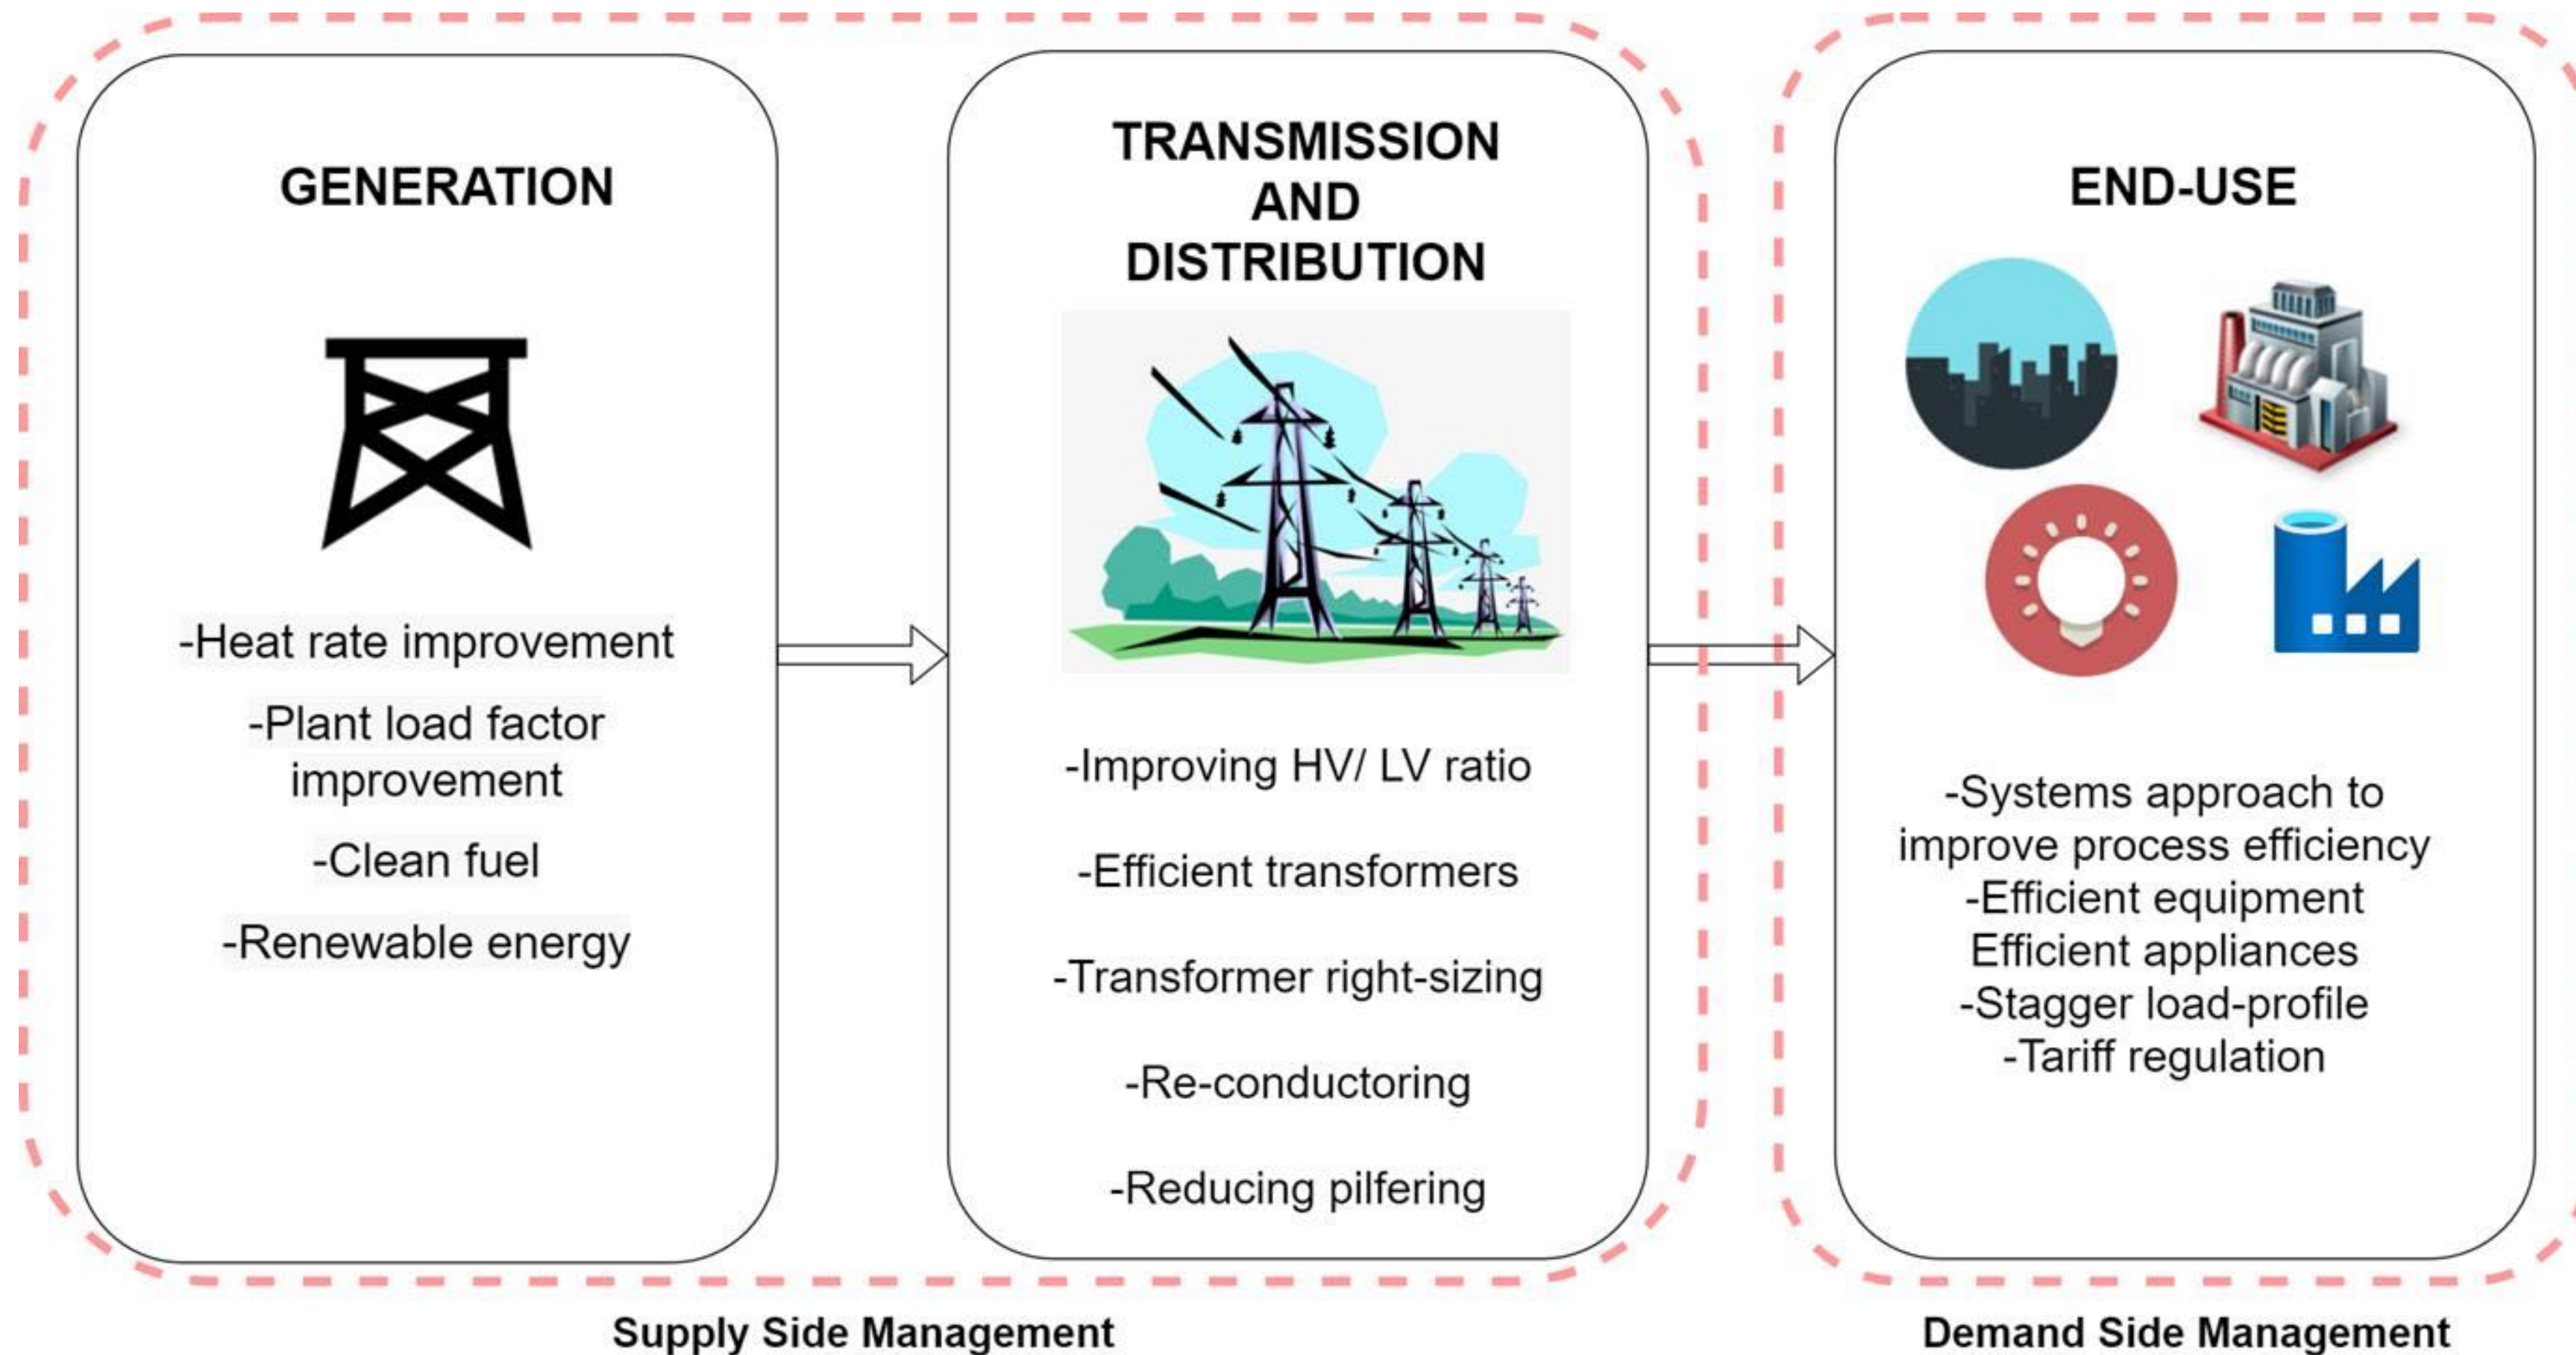 GENERATION
-Heat rate improvement
-Plant load factor
improvement
-Clean fuel
-Renewable energy
TRANSMISSION
AND
DISTRIBUTION
-Improving HV/ LV ratio
-Efficient transformers
-Transformer right-sizing
-Re-conductoring
-Reducing pilfering
END-USE
-Systems approach to
improve process efficiency
-Efficient equipment
Efficient appliances
-Stagger load-profile
-Tariff regulation
Supply Side Management
Demand Side Management